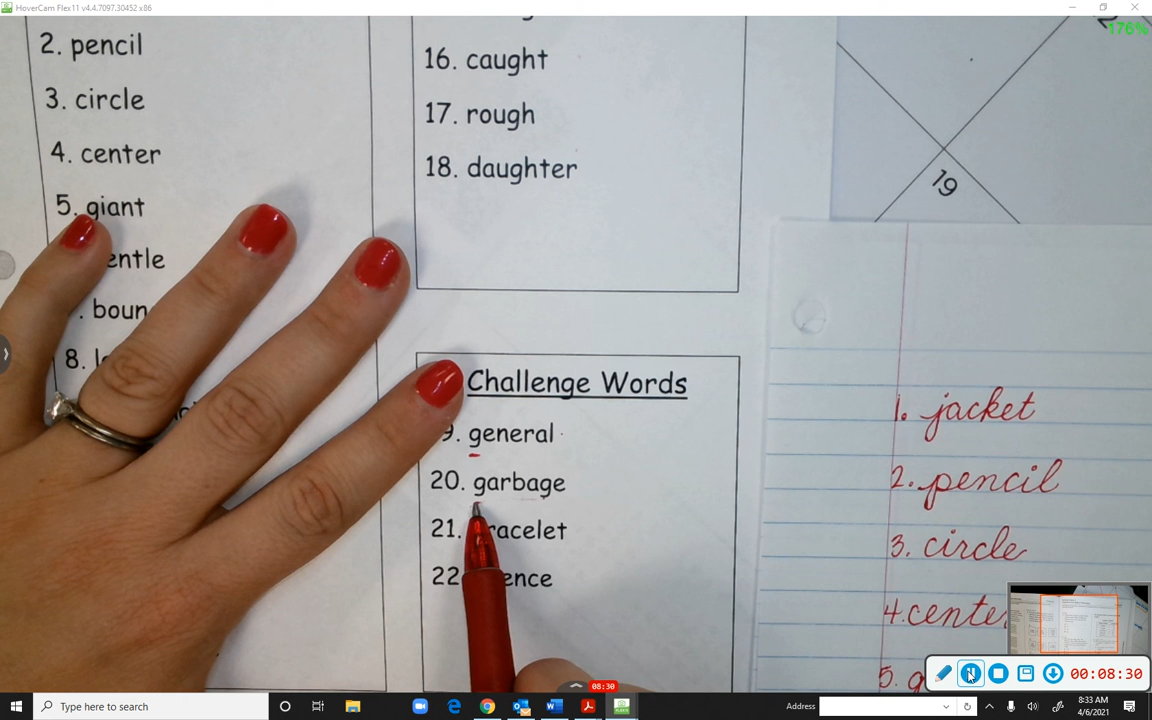 HoverCam Flex11 v4.4.7097.30452 x86
176%
2. pencil
3. circle
4. center
5. giant
entle
boun
8.
16. caught
17. rough
18. daughter
Challenge Words
9. general
20. garbage
21. racelet
22 ence
19
1. jacket
2. pencil
3. circle
4. cente
5. g
00:08:30
Type here to search
08:30
Address
8:33 AM
4/6/2021